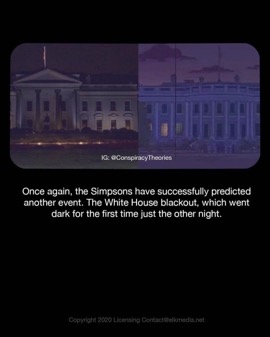 IG: @ConspiracyTheories
Once again, the Simpsons have successfully predicted
another event. The White House blackout, which went
dark for the first time just the other night.
Copyright 2020 Licensing Contact@elkmedia.net